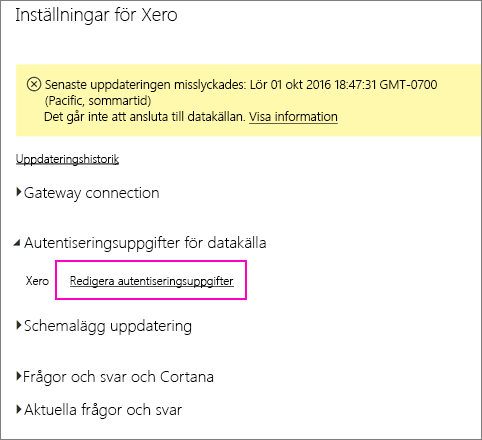 Inställningar för Xero
Senaste uppdateringen misslyckades: Lör 01 okt 2016 18:47:31 GMT-0700
(Pacific, sommartid)
Det går inte att ansluta till datakällan. Visa information
Uppdateringshistorik
Gateway connection
Autentiseringsuppgifter för datakälla
Xero Redigera autentiseringsuppgifter
Schemalägg uppdatering
Frågor och svar och Cortana
Aktuella frågor och svar